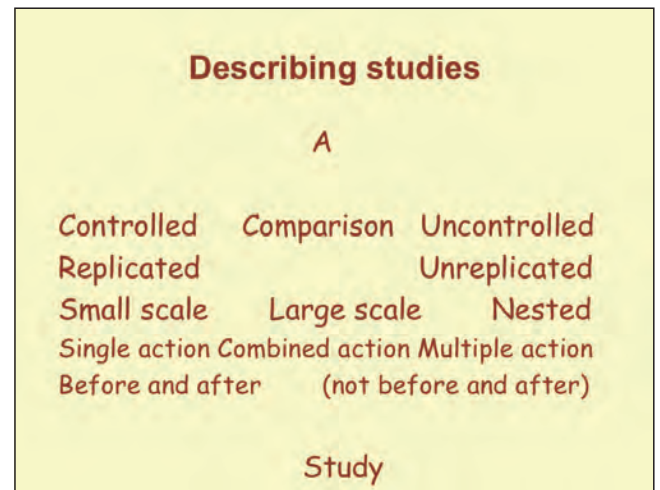 Describing studies
A
Controlled Comparison Uncontrolled
Replicated Unreplicated
Small scale Large scale Nested
Single action Combined action Multiple action
Before and after (not before and after)
Study